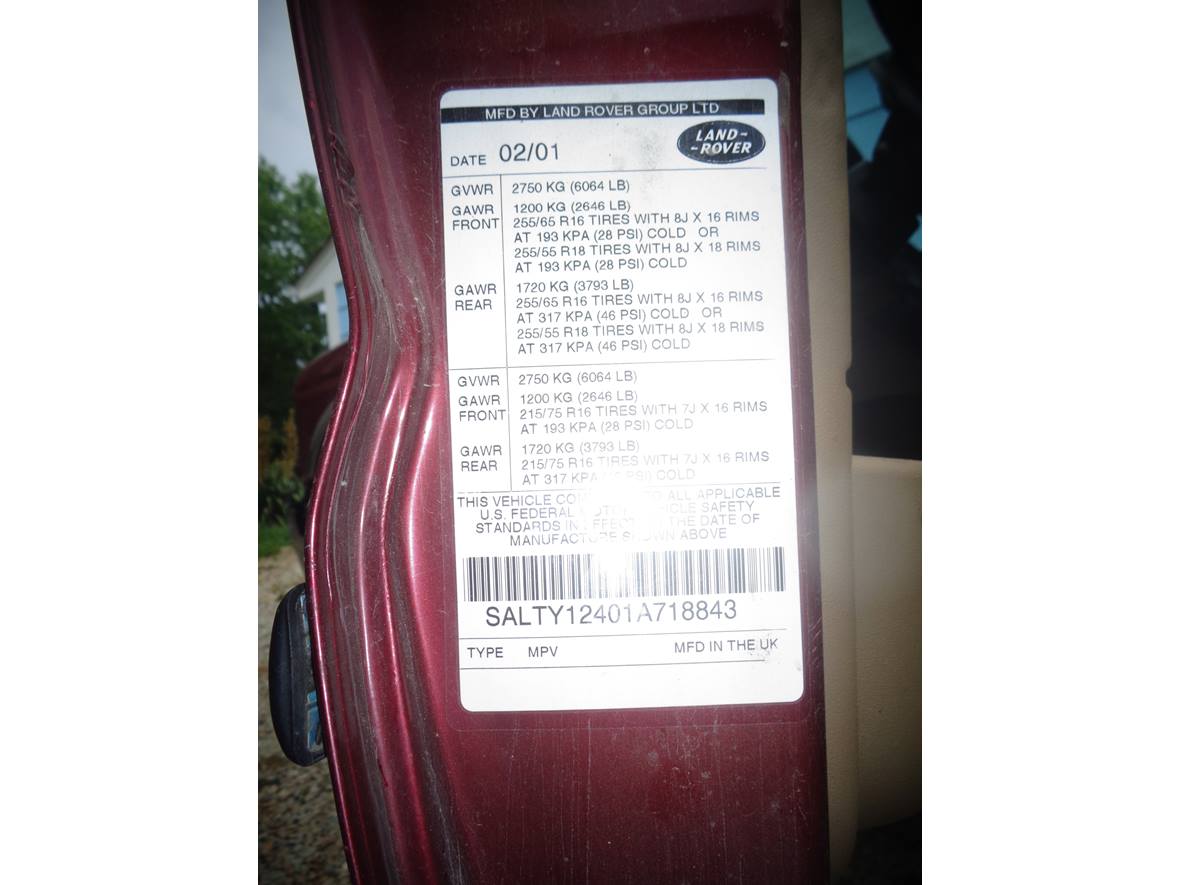 MFD BY LAND ROVER GROUP LTD
LAND-
-ROVER
DATE 02/01
GVWR 2750 KG (6064 LB)
GAWR 1200 KG (2646 LB)
FRONT 255/65 R16 TIRES WITH 8J X 16 RIMS
AT 193 KPA (28 PSI) COLD OR
255/55 R18 TIRES WITH 8J X 18 RIMS
AT 193 KPA (28 PSI) COLD
GAWR 1720 KG (3793 LB)
REAR 255/65 R16 TIRES WITH 8J X 16 RIMS
AT 317 KPA (46 PSI) COLD OR
255/55 R18 TIRES WITH 8J X 18 RIMS
AT 317 KPA (46 PSI) COLD
GVWR 2750 KG (6064 LB)
GAWR 1200 KG (2646 LB)
FRONT 215/75 R16 TIRES WITH 7J X 16 RIMS
AT 193 KPA (28 PSI) COLD
GAWR 1720 KG (3793 LB)
REAR 215/75 R16 TIRES WITH 7J X 16 RIMS
AT 317 KPA PSI) COLD
THIS VEHICLE TO ALL APPLICABLE
U.S. FEDERAL MOTOR VEHICLE SAFETY
STANDARDS IN EFFECT ON THE DATE OF
MANUFACTURE SHOWN ABOVE
SALTY12401A718843
TYPE MPV MFD IN THE UK